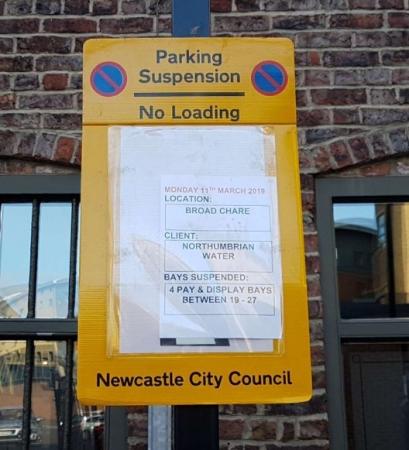 Parking
Suspension
No Loading
MONDAY 11TH MARCH 2019
LOCATION:
BROAD CHARE
CLIENT:
NORTHUMBRIAN
WATER
BAYS SUSPENDED:
4 PAY & DISPLAY BAYS
BETWEEN 19 - 27
Newcastle City Council